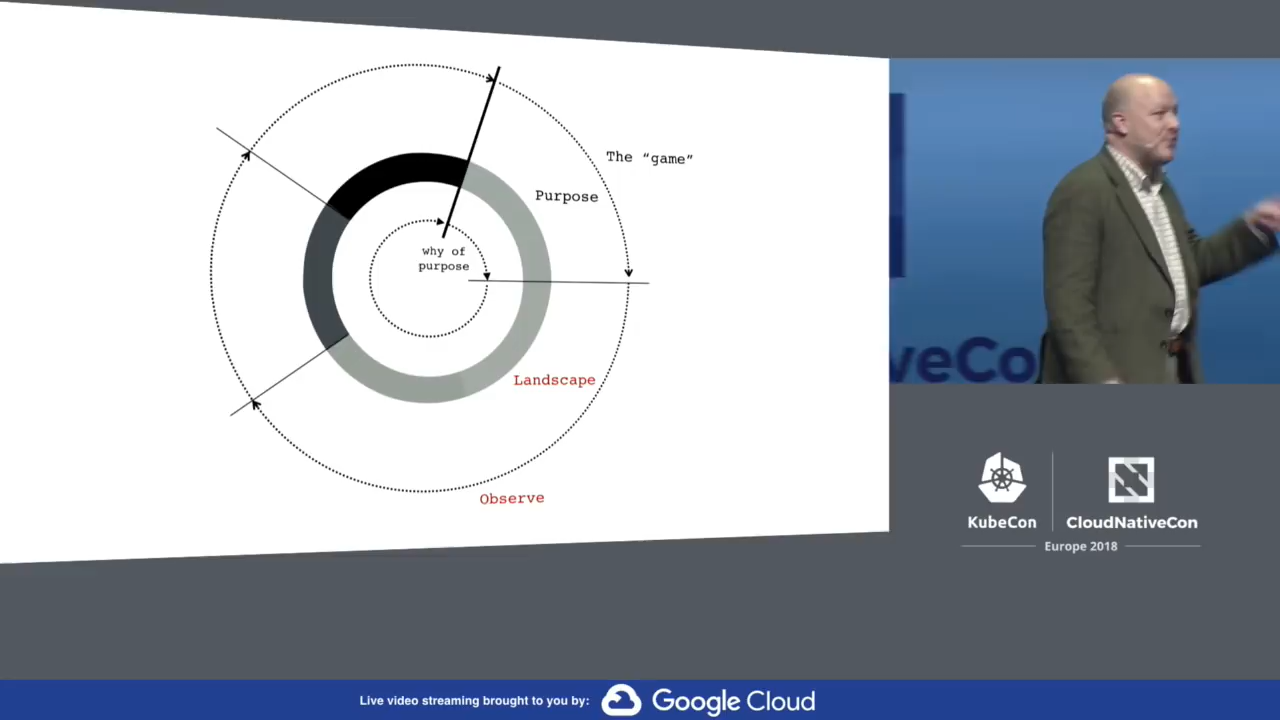 The “game”
Purpose
why of
purpose
Landscape
Observe
veCo
KubeCon
CloudNativeCon
Europe 2018
Live video streaming brought to you by: Google Cloud